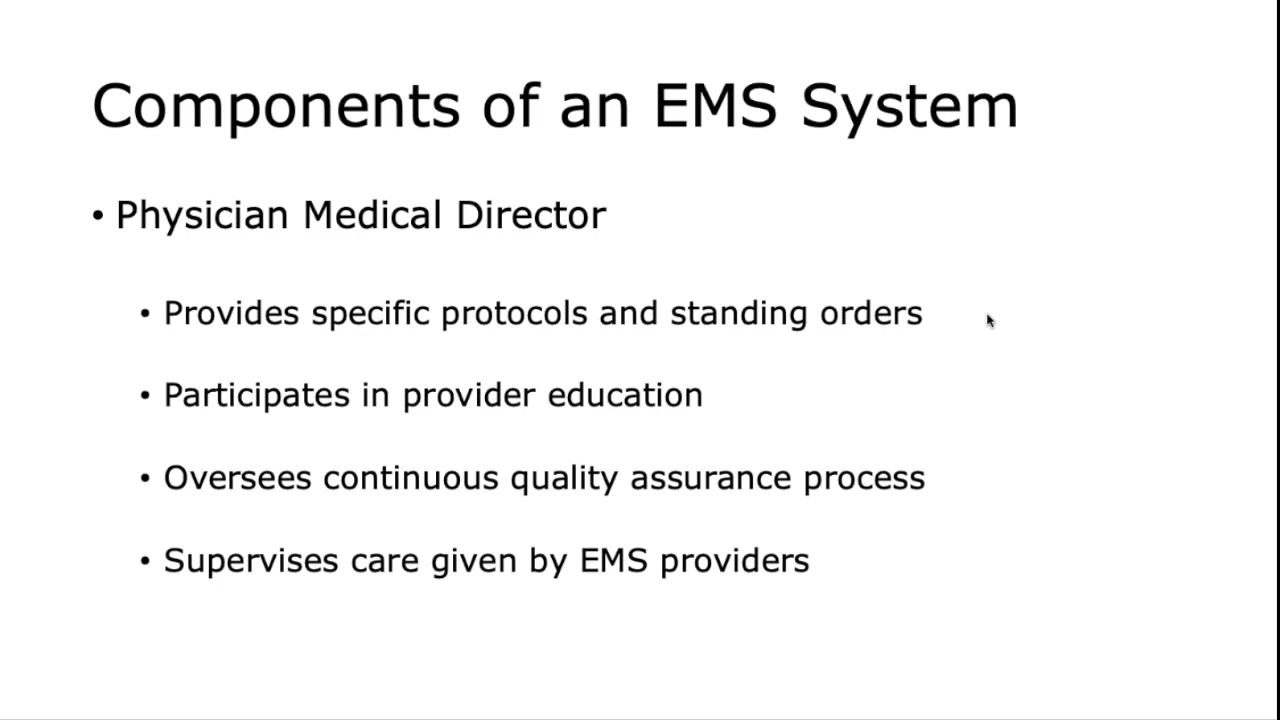 Components of an EMS System
• Physician Medical Director
• Provides specific protocols and standing orders
• Participates in provider education
• Oversees continuous quality assurance process
• Supervises care given by EMS providers